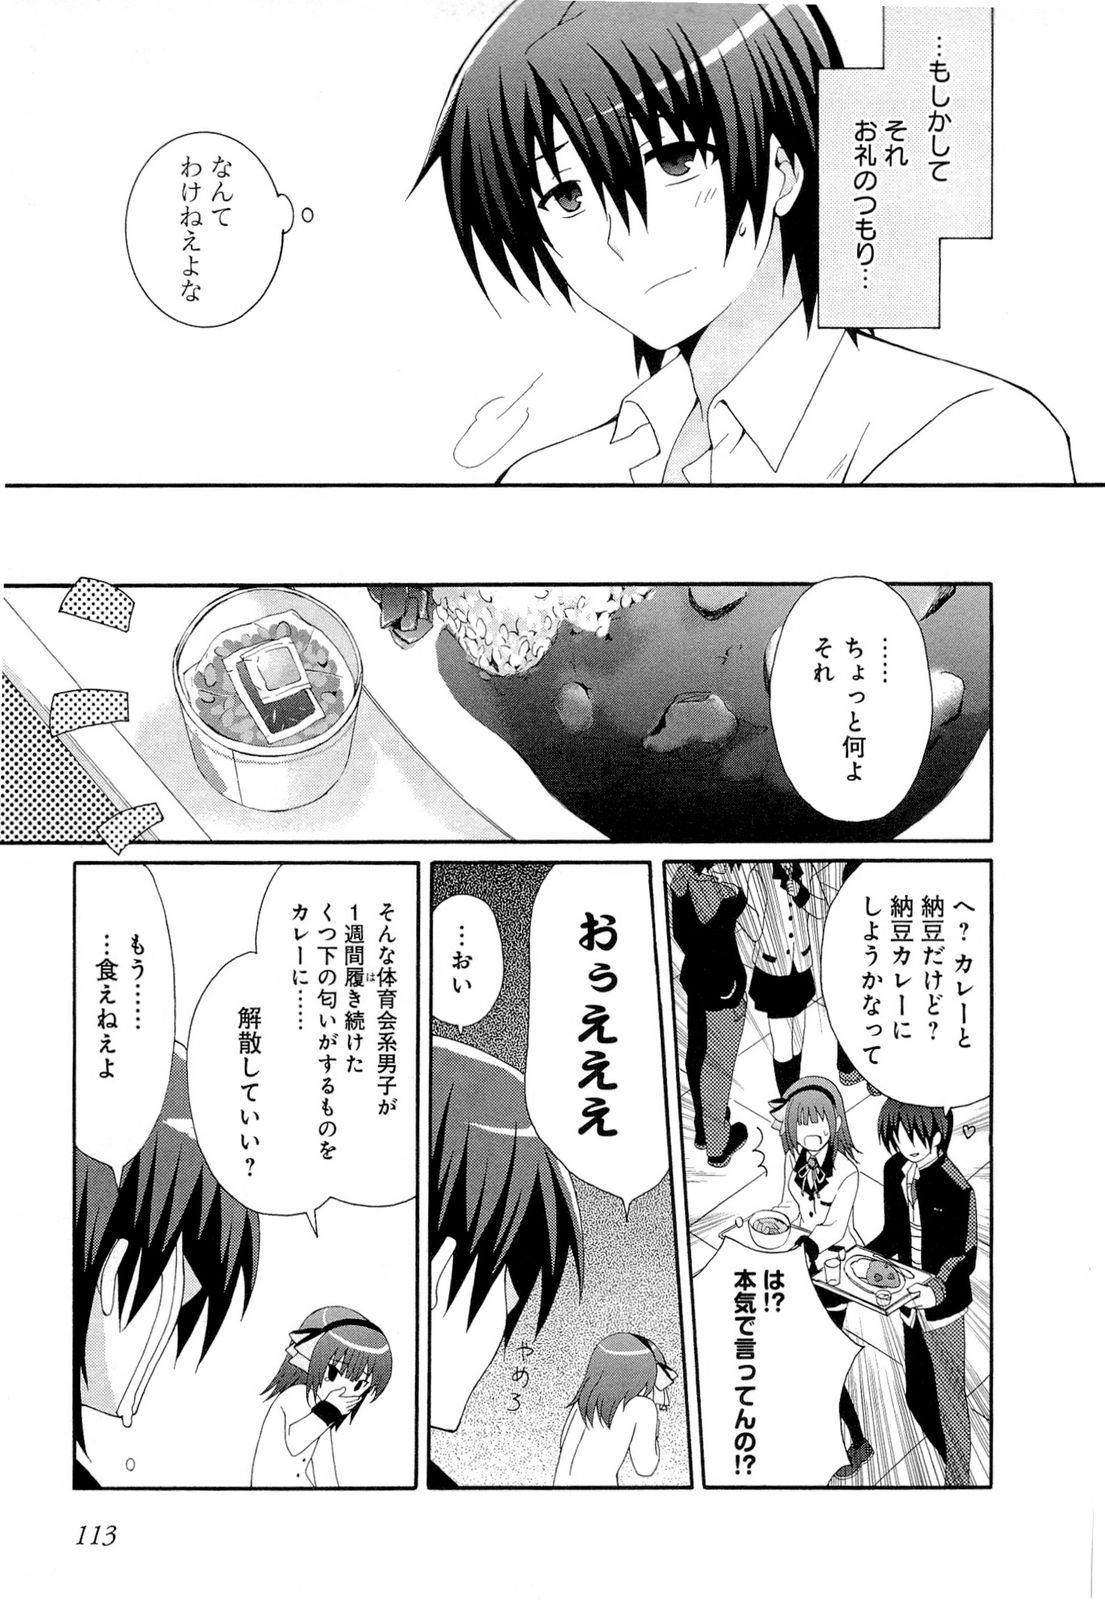 …もしかして
それ
お礼のつもり…
なんて
わけねえよな
……
ちょっと何よ
それ
へ？カレーと
納豆だけど？
納豆カレーに
しようかなって
は!?
本気で言ってんの!?
おぅえええ
…おい
やめろ
そんな体育会系男子が
1週間履き続けた
は
くつ下の匂いがするものを
カレーに……
解散していい？
もう……
…食えねえよ
113